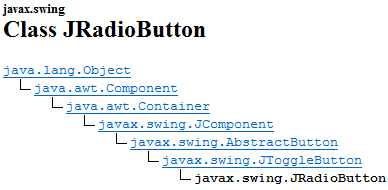 javax.swing
Class JRadioButton
java.lang.Object
java.awt.Component
java.awt.Container
javax.swing.JComponent
javax.swing.AbstractButton
javax.swing.JToggleButton
javax.swing.JRadioButton